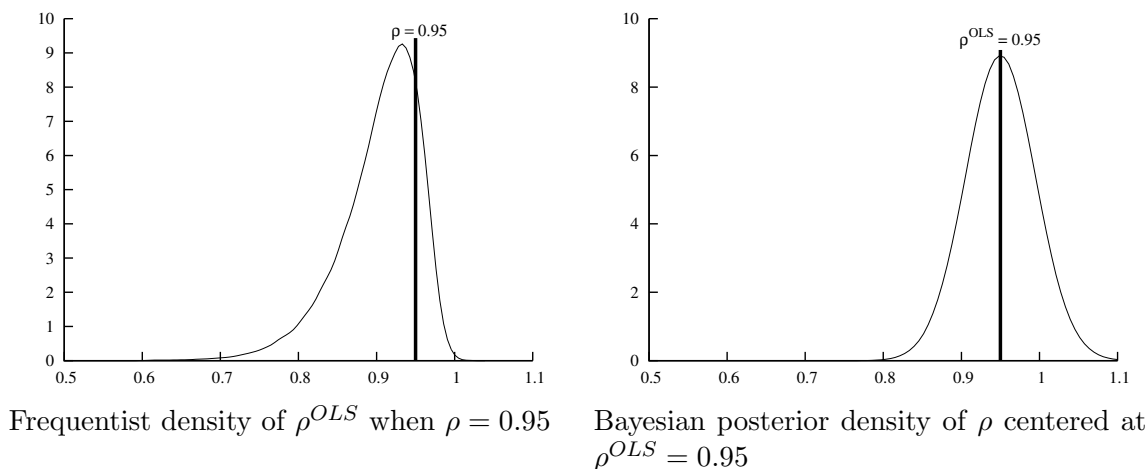 10
9
8
7
6
5
4
3
2
1
0
0.5 0.6 0.7 0.8 0.9 1 1.1
ρ = 0.95
Frequentist density of ρ^{OLS} when ρ = 0.95
10
8
6
4
2
0
0.5 0.6 0.7 0.8 0.9 1 1.1
ρ^{OLS} = 0.95
Bayesian posterior density of ρ centered at
ρ^{OLS} = 0.95